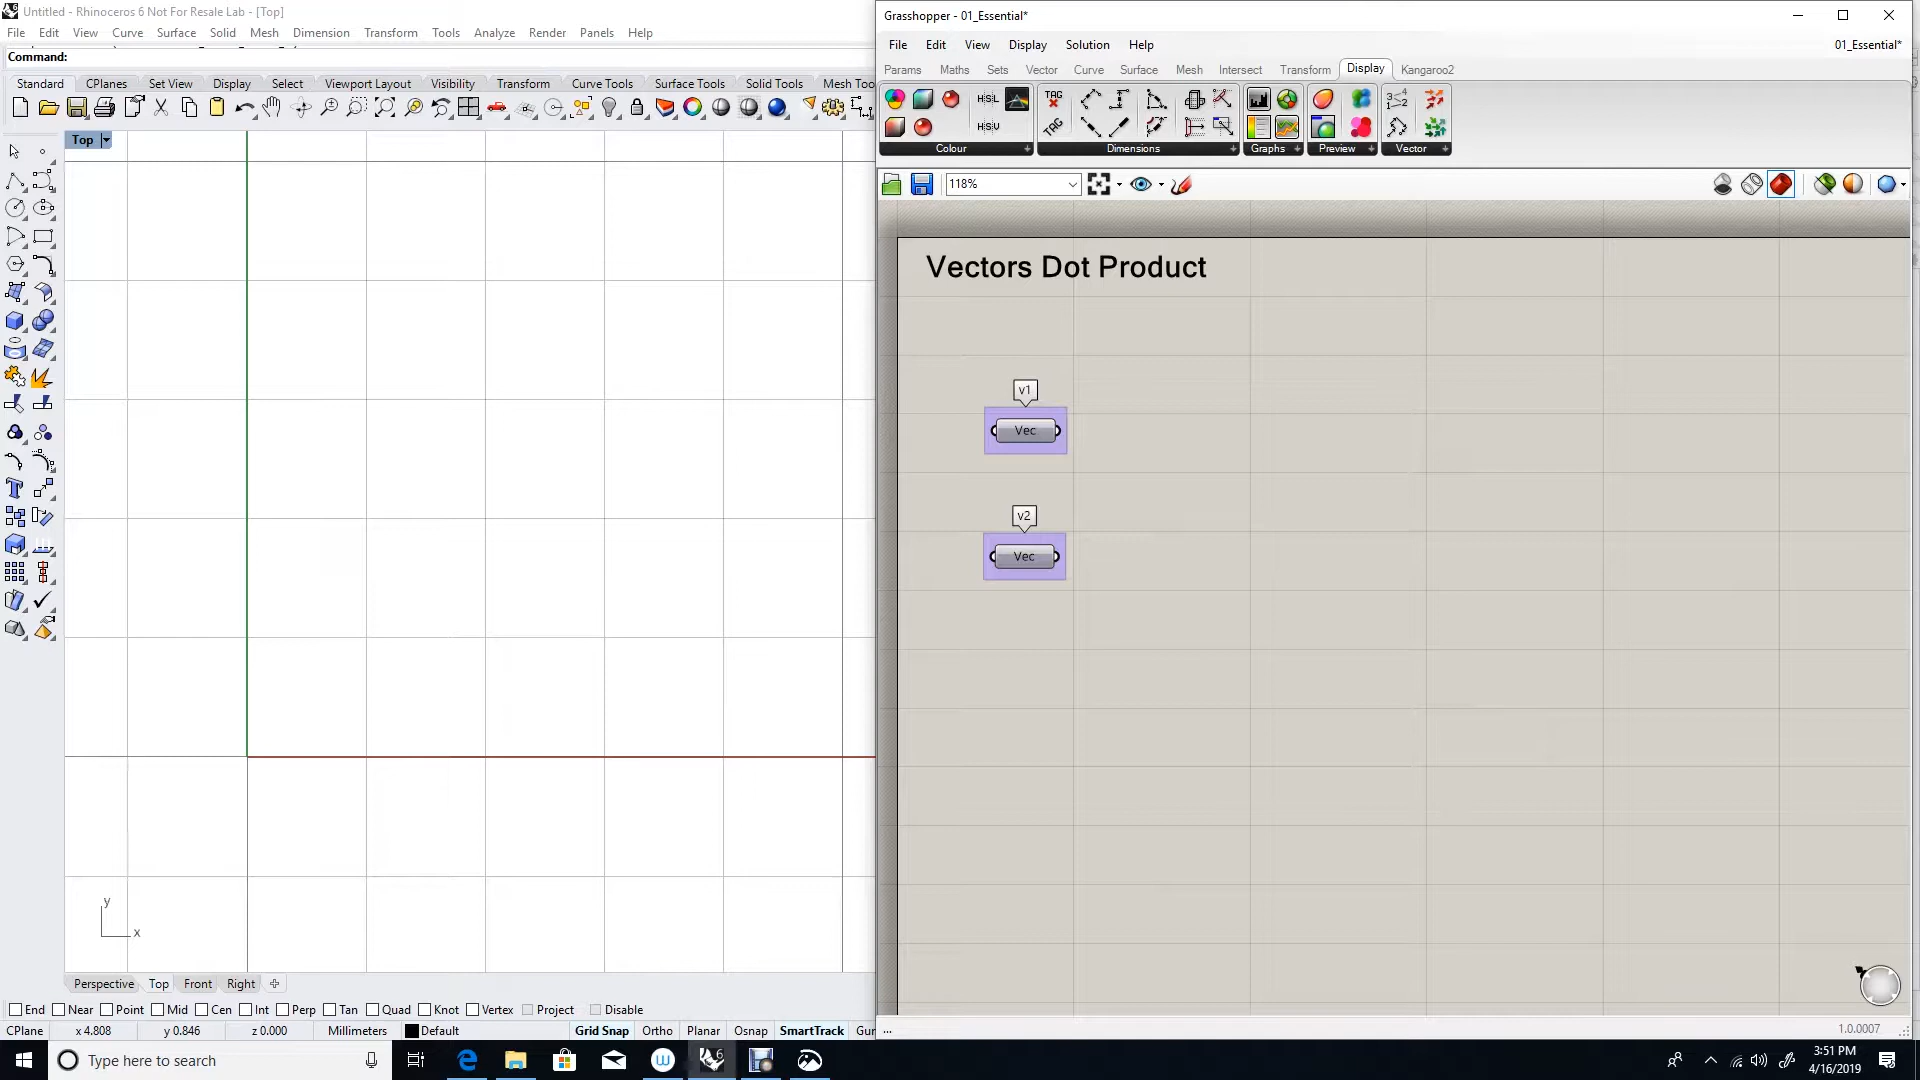 Untitled - Rhinoceros 6 Not For Resale Lab - [Top]
File Edit View Curve Surface Solid Mesh Dimension Transform Tools Analyze Render Panels Help
Command:
Standard CPlanes Set View Display Select Viewport Layout Visibility Transform Curve Tools Surface Tools Solid Tools Mesh Too
Top
y
x
Perspective Top Front Right
End Near Point Mid Cen Int Perp Tan Quad Knot Vertex Project Disable
CPlane x 4.808 y 0.846 z 0.000 Millimeters Default Grid Snap Ortho Planar Osnap SmartTrack Gur
Grasshopper - 01_Essential*
File Edit View Display Solution Help 01_Essential*
Params Maths Sets Vector Curve Surface Mesh Intersect Transform Display Kangaroo2
H:S:L
H:S:V
TAG
TAG
Colour Dimensions Graphs Preview Vector
118%
Vectors Dot Product
v1
Vec
v2
Vec
...
1.0.0007
Type here to search
3:51 PM
4/16/2019